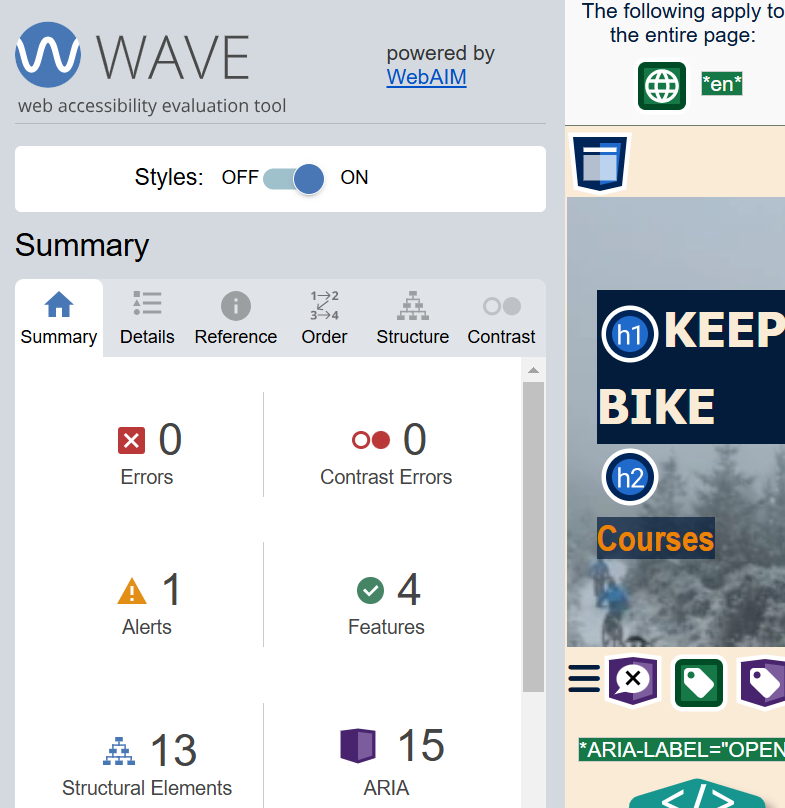 WAVE
web accessibility evaluation tool
powered by
WebAIM
Styles: OFF ON
Summary
Summary Details Reference Order Structure Contrast
1→2
3→4
0
Errors
0
Contrast Errors
1
Alerts
4
Features
13
Structural Elements
15
ARIA
The following apply to
the entire page:
*en*
h1 KEEP
BIKE
h2
Courses
*ARIA-LABEL="OPEN
</>